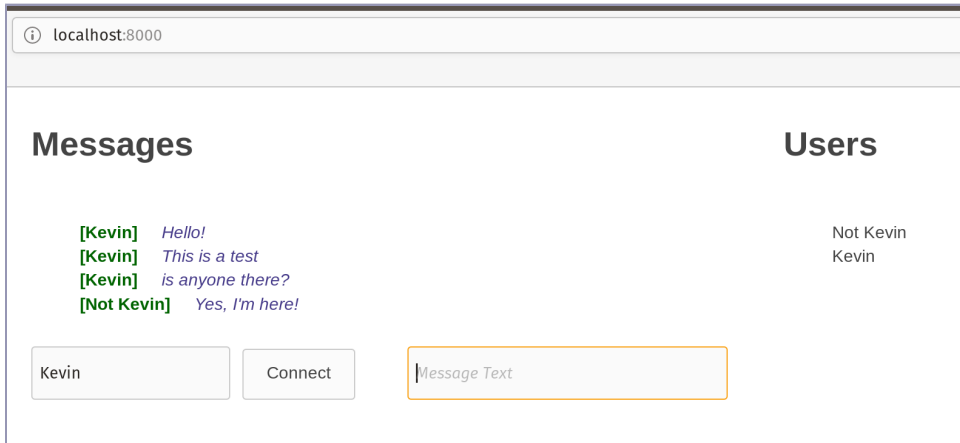 localhost:8000
Messages
Users
[Kevin] Hello!
[Kevin] This is a test
[Kevin] is anyone there?
[Not Kevin] Yes, I'm here!
Not Kevin
Kevin
Kevin
Connect
Message Text